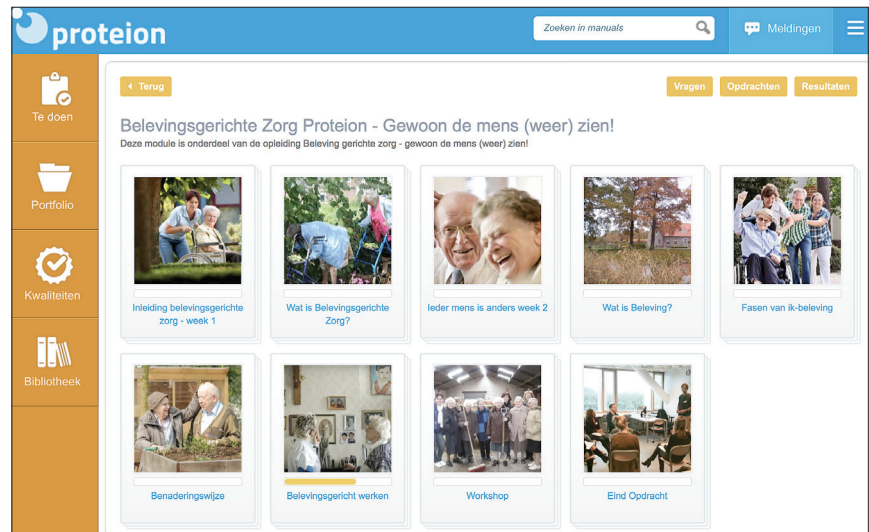 proteion
Zoeken in manuals
Meldingen
Te doen
Portfolio
Kwaliteiten
Bibliotheek
Terug
Vragen
Opdrachten
Resultaten
Belevingsgerichte Zorg Proteion - Gewoon de mens (weer) zien!
Deze module is onderdeel van de opleiding Beleving gerichte zorg - gewoon de mens (weer) zien!
Inleiding belevingsgerichte
zorg - week 1
Wat is Belevingsgerichte
Zorg?
Ieder mens is anders week 2
Wat is Beleving?
Fasen van ik-beleving
Benaderingswijze
Belevingsgericht werken
Workshop
Eind Opdracht